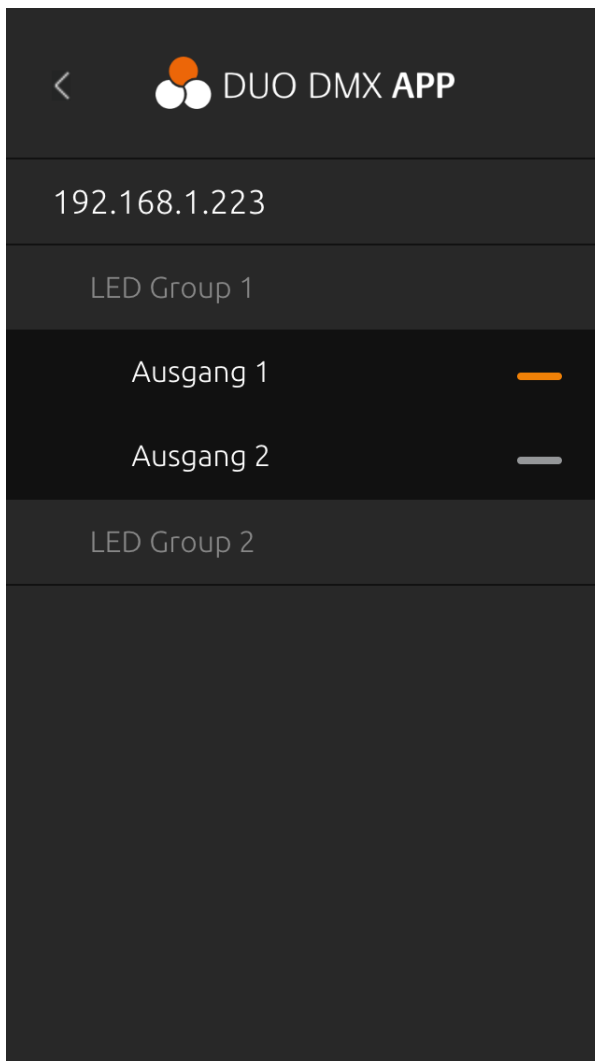 DUO DMX APP
192.168.1.223
LED Group 1
Ausgang 1
Ausgang 2
LED Group 2